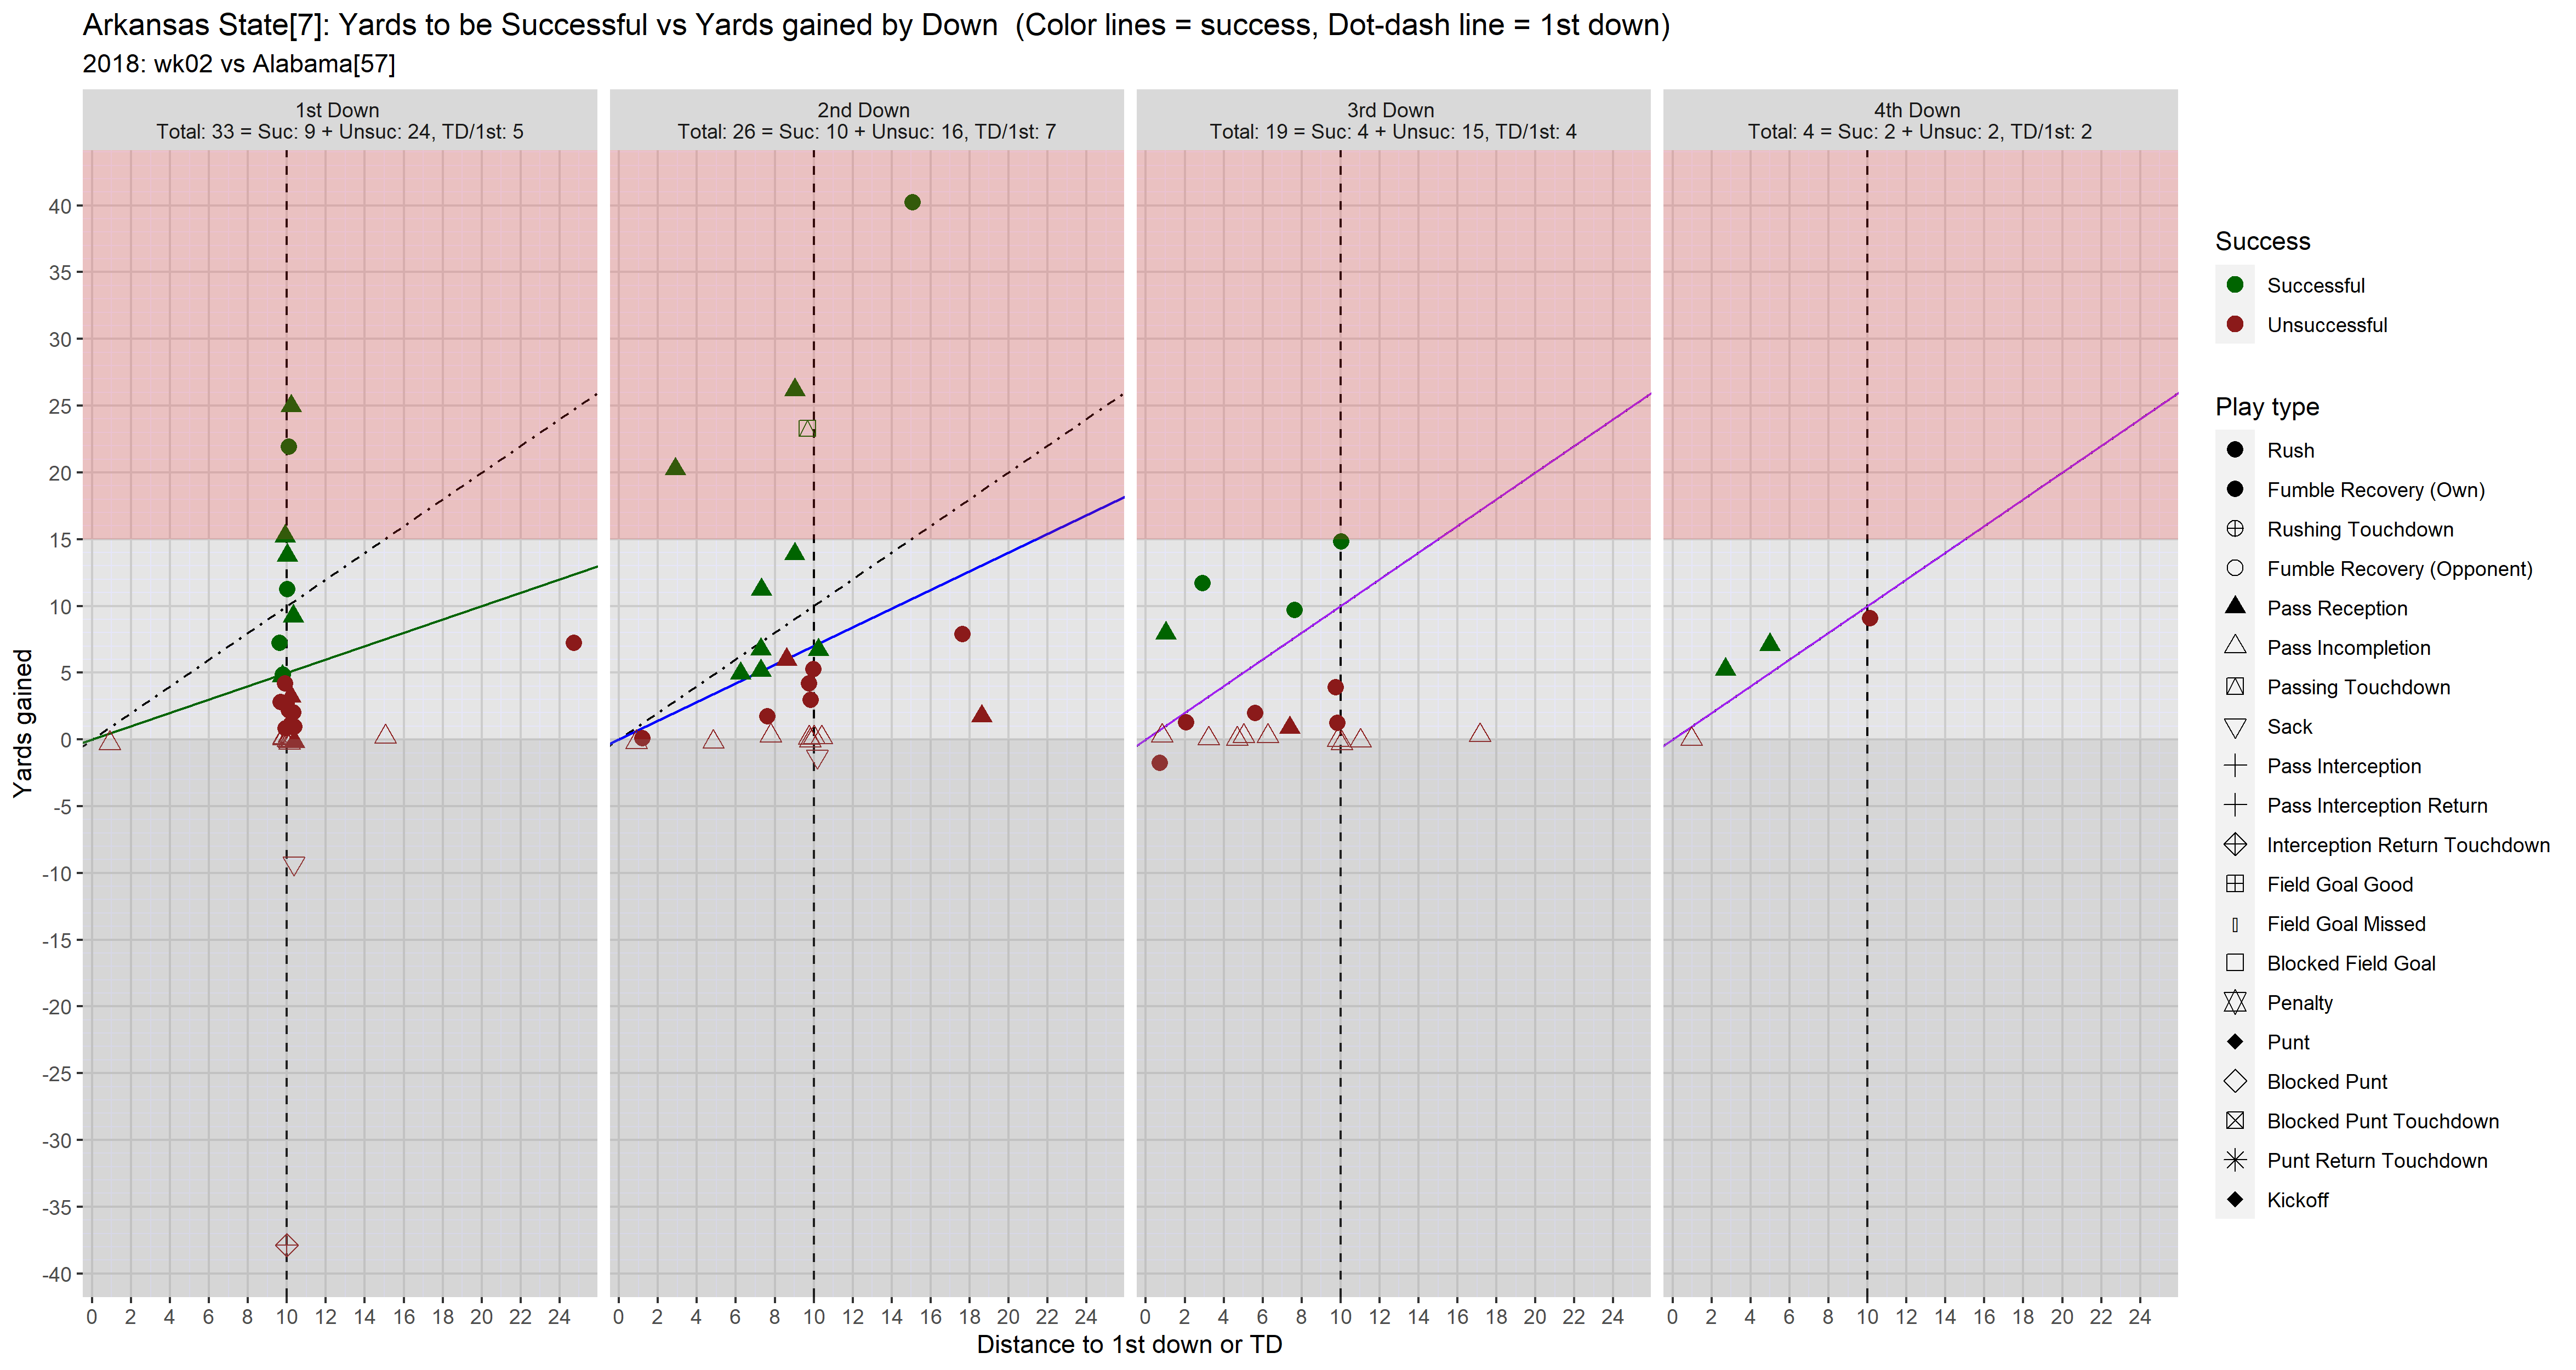 Arkansas State[7]: Yards to be Successful vs Yards gained by Down  (Color lines = success, Dot-dash line = 1st down)
2018: wk02 vs Alabama[57]
1st Down
Total: 33 = Suc: 9 + Unsuc: 24, TD/1st: 5
2nd Down
Total: 26 = Suc: 10 + Unsuc: 16, TD/1st: 7
3rd Down
Total: 19 = Suc: 4 + Unsuc: 15, TD/1st: 4
4th Down
Total: 4 = Suc: 2 + Unsuc: 2, TD/1st: 2
Yards gained
40
35
30
25
20
15
10
5
0
-5
-10
-15
-20
-25
-30
-35
-40
0 2 4 6 8 10 12 14 16 18 20 22 24
0 2 4 6 8 10 12 14 16 18 20 22 24
0 2 4 6 8 10 12 14 16 18 20 22 24
0 2 4 6 8 10 12 14 16 18 20 22 24
Distance to 1st down or TD
Success
Successful
Unsuccessful
Play type
Rush
Fumble Recovery (Own)
Rushing Touchdown
Fumble Recovery (Opponent)
Pass Reception
Pass Incompletion
Passing Touchdown
Sack
Pass Interception
Pass Interception Return
Interception Return Touchdown
Field Goal Good
Field Goal Missed
Blocked Field Goal
Penalty
Punt
Blocked Punt
Blocked Punt Touchdown
Punt Return Touchdown
Kickoff